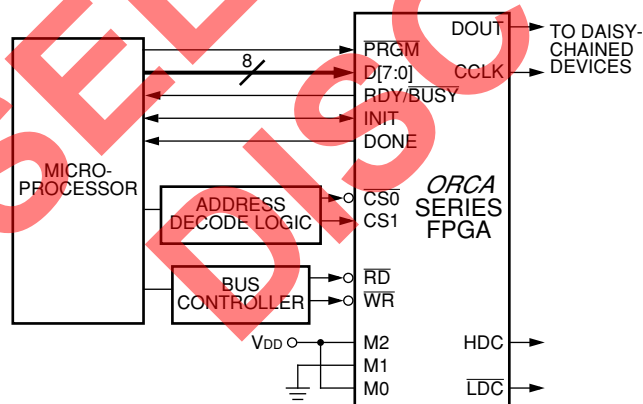 MICRO-
PROCESSOR
8
ADDRESS
DECODE LOGIC
BUS
CONTROLLER
VDD
PRGM
D[7:0]
RDY/BUSY
INIT
DONE
CS0
CS1
RD
WR
M2
M1
M0
DOUT
CCLK
ORCA
SERIES
FPGA
HDC
LDC
TO DAISY-
CHAINED
DEVICES